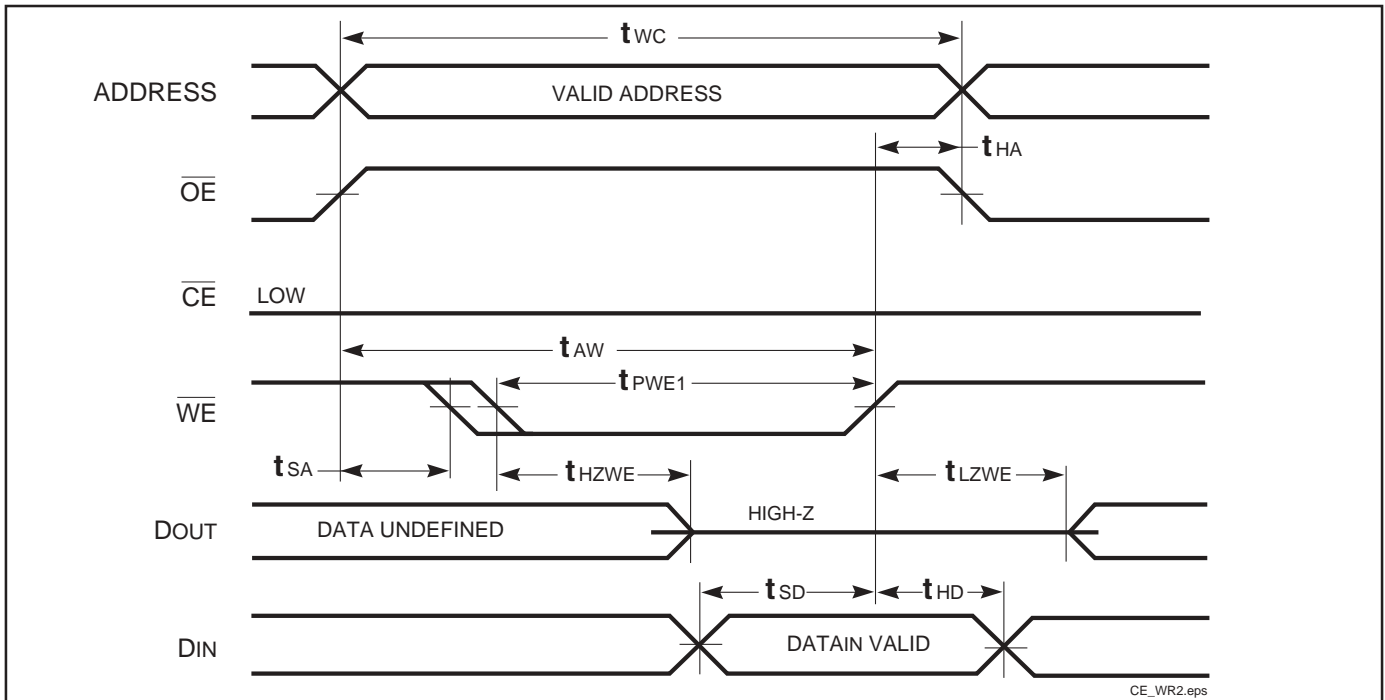 tWC
ADDRESS
VALID ADDRESS
tHA
OE
CE
LOW
tAW
tPWE1
WE
tSA
tHZWE
tLZWE
DOUT
DATA UNDEFINED
HIGH-Z
tSD
tHD
DIN
DATAIN VALID
CE_WR2.eps